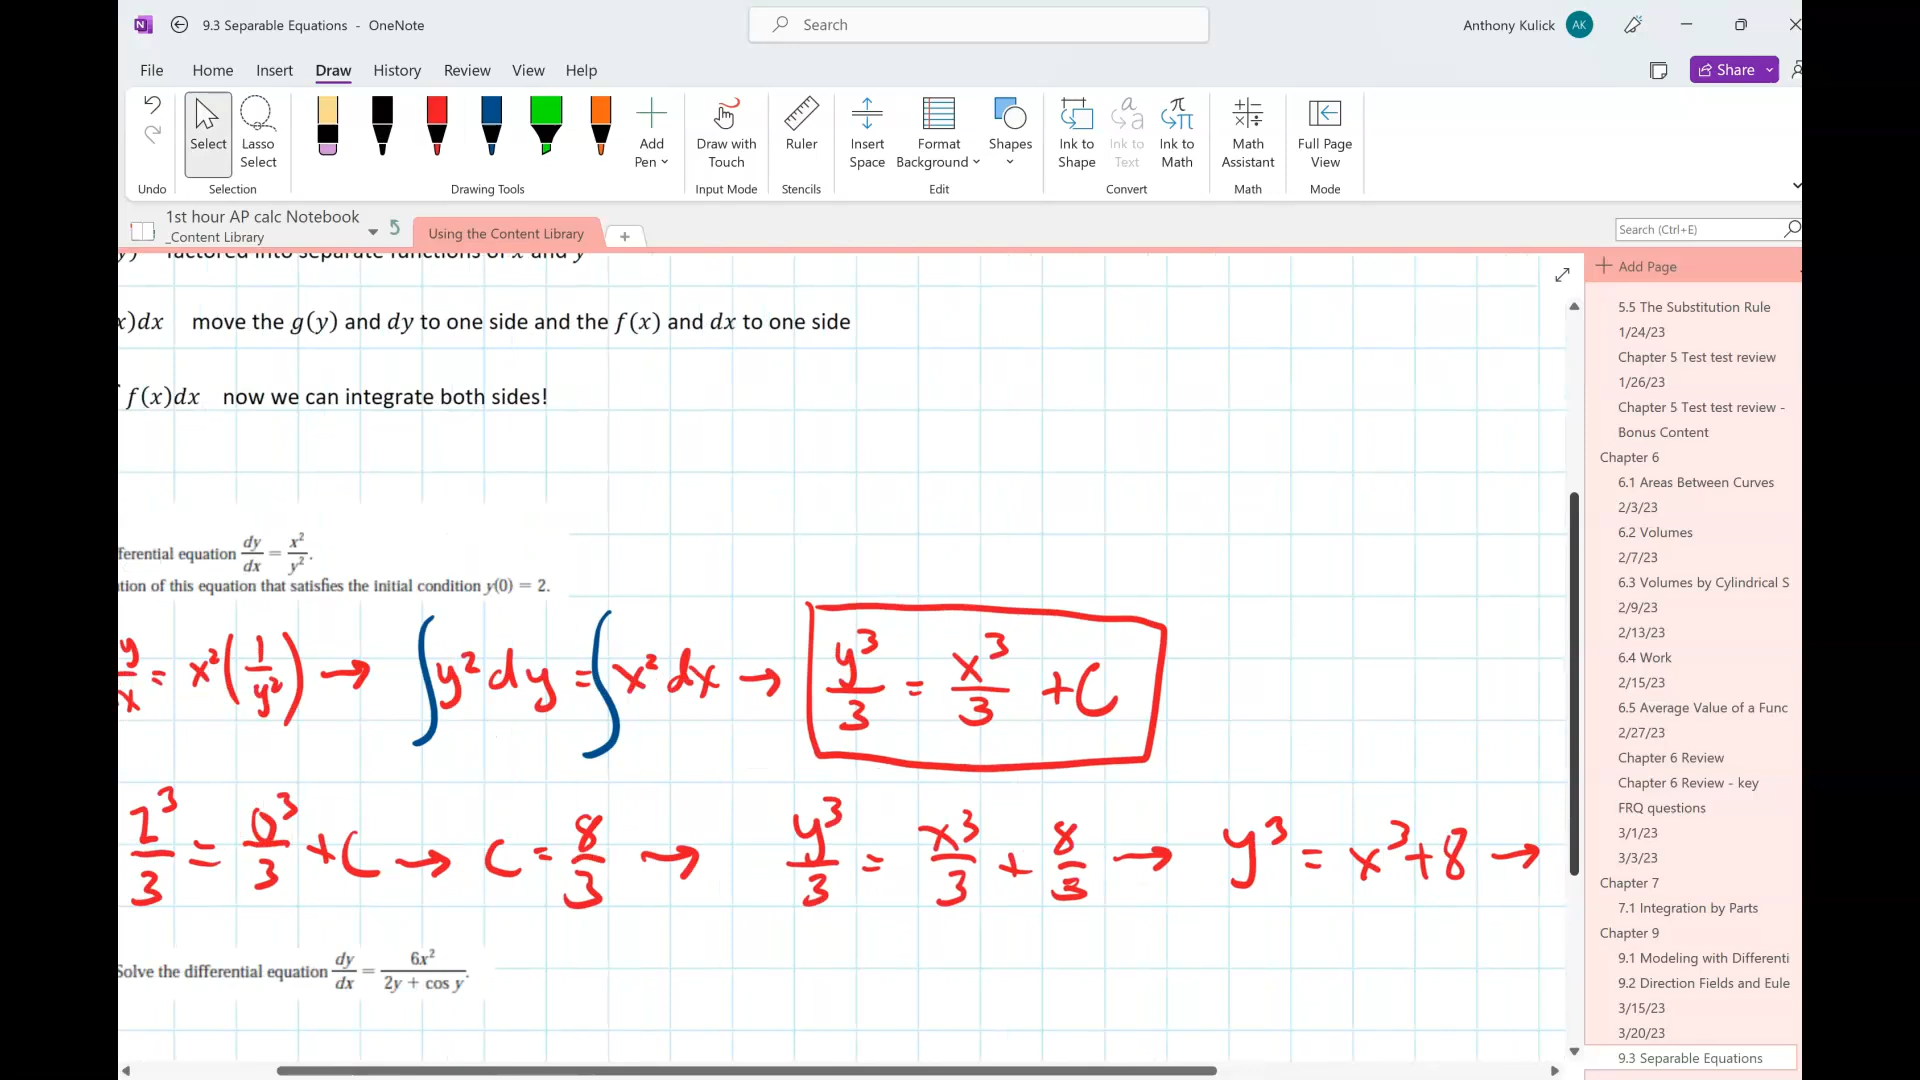 9.3 Separable Equations - OneNote
Search
Anthony Kulick AK
File Home Insert Draw History Review View Help
Share
Undo
Select
Lasso Select
Selection
Drawing Tools
Add Pen
Draw with Touch
Input Mode
Ruler
Stencils
Insert Space
Format Background
Shapes
Edit
Ink to Shape
Ink to Text
Ink to Math
Convert
Math Assistant
Math
Full Page View
Mode
1st hour AP calc Notebook
_Content Library
Using the Content Library
Search (Ctrl+E)
y) factored into separate functions of x and y
x)dx move the g(y) and dy to one side and the f(x) and dx to one side
f(x)dx now we can integrate both sides!
ferential equation dy/dx = x²/y².
tion of this equation that satisfies the initial condition y(0) = 2.
y/x = x²(1/y²) → ∫y²dy = ∫x²dx → y³/3 = x³/3 + C
2³/3 = 0³/3 + C → C = 8/3 → y³/3 = x³/3 + 8/3 → y³ = x³+8 →
Solve the differential equation dy/dx = 6x²/(2y + cos y).
Add Page
5.5 The Substitution Rule
1/24/23
Chapter 5 Test test review
1/26/23
Chapter 5 Test test review -
Bonus Content
Chapter 6
6.1 Areas Between Curves
2/3/23
6.2 Volumes
2/7/23
6.3 Volumes by Cylindrical S
2/9/23
2/13/23
6.4 Work
2/15/23
6.5 Average Value of a Func
2/27/23
Chapter 6 Review
Chapter 6 Review - key
FRQ questions
3/1/23
3/3/23
Chapter 7
7.1 Integration by Parts
Chapter 9
9.1 Modeling with Differenti
9.2 Direction Fields and Eule
3/15/23
3/20/23
9.3 Separable Equations